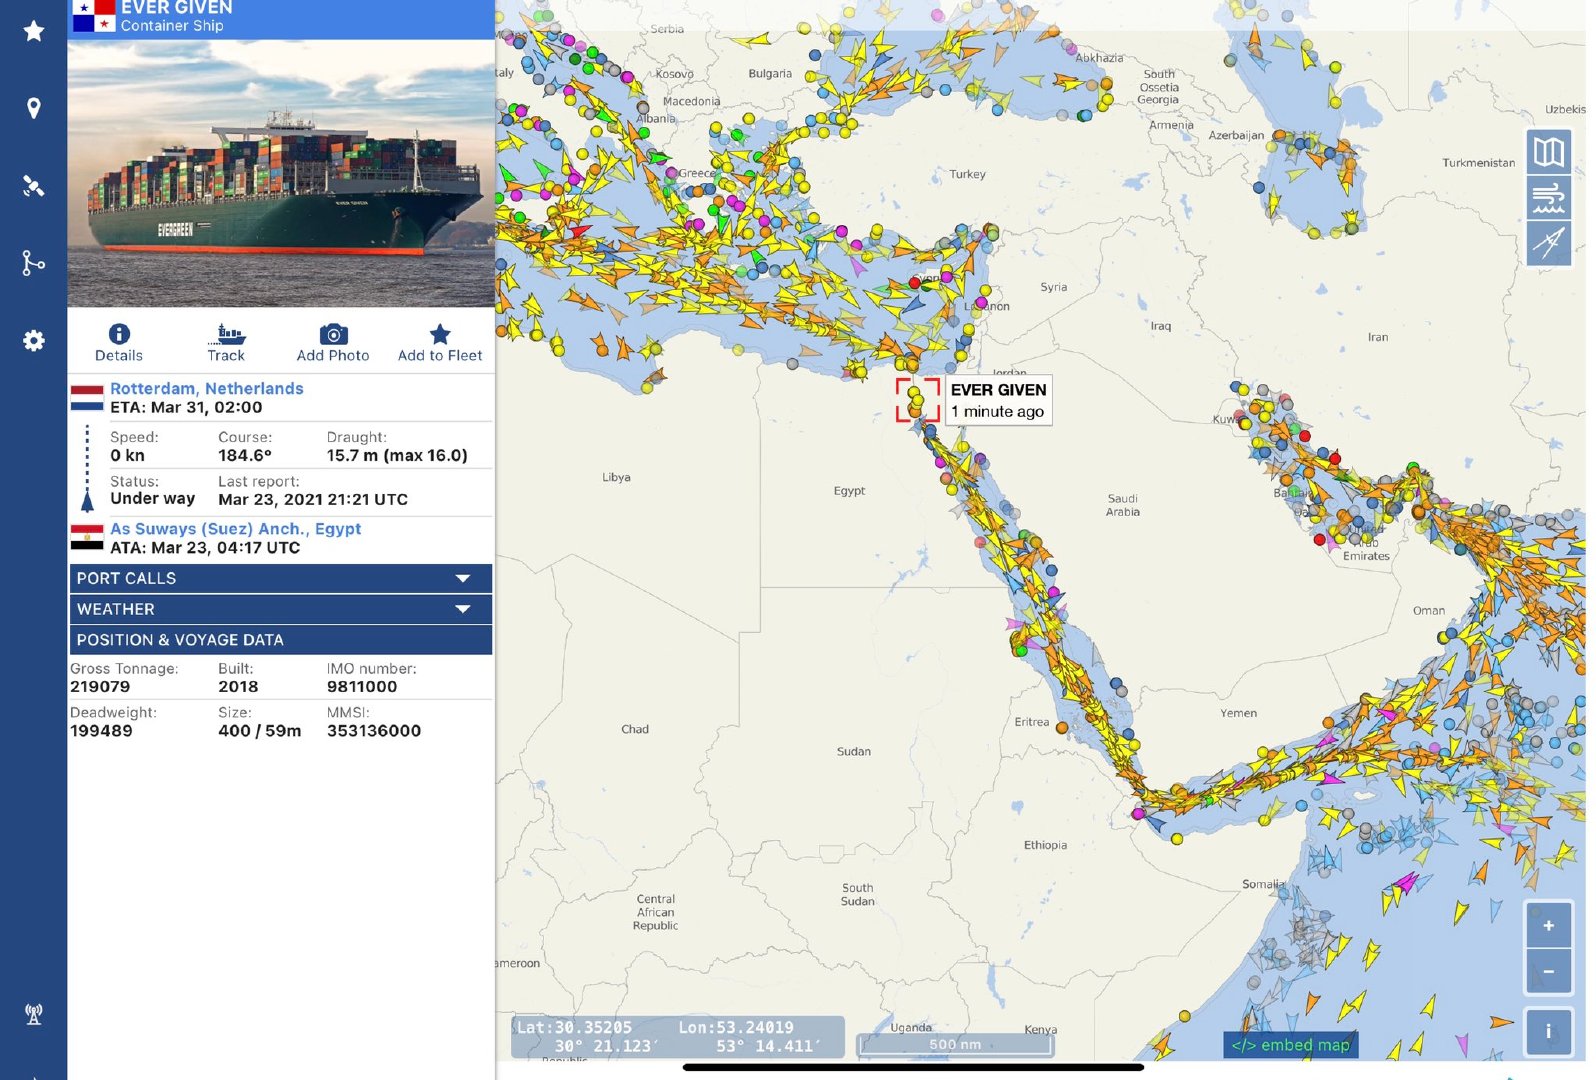 EVER GIVEN
Container Ship
EVER GIVEN
EVERGREEN
Details
Track
Add Photo
Add to Fleet
Rotterdam, Netherlands
ETA: Mar 31, 02:00
Speed:
Course:
Draught:
0 kn
184.6°
15.7 m (max 16.0)
Status:
Last report:
Under way
Mar 23, 2021 21:21 UTC
As Suways (Suez) Anch., Egypt
ATA: Mar 23, 04:17 UTC
PORT CALLS
WEATHER
POSITION & VOYAGE DATA
Gross Tonnage:
Built:
IMO number:
219079
2018
9811000
Deadweight:
Size:
MMSI:
199489
400 / 59m
353136000
Serbia
taly
Kosovo
Bulgaria
Macedonia
Albania
Greece
Abkhazia
South
Ossetia
Georgia
Armenia
Azerbaijan
Uzbekis
Turkmenistan
Turkey
Cypr
Syria
Lebanon
Iraq
Iran
Jordan
EVER GIVEN
1 minute ago
Kuw
Libya
Egypt
Saudi
Arabia
Bahrain
United
Arab
Emirates
Oman
Eritrea
Yemen
Chad
Sudan
Ethiopia
Somalia
South
Sudan
Central
African
Republic
ameroon
Uganda
Kenya
Republic
Lat:30.35205
Lon:53.24019
30° 21.123′
53° 14.411′
500 nm
</> embed map
+
−
i